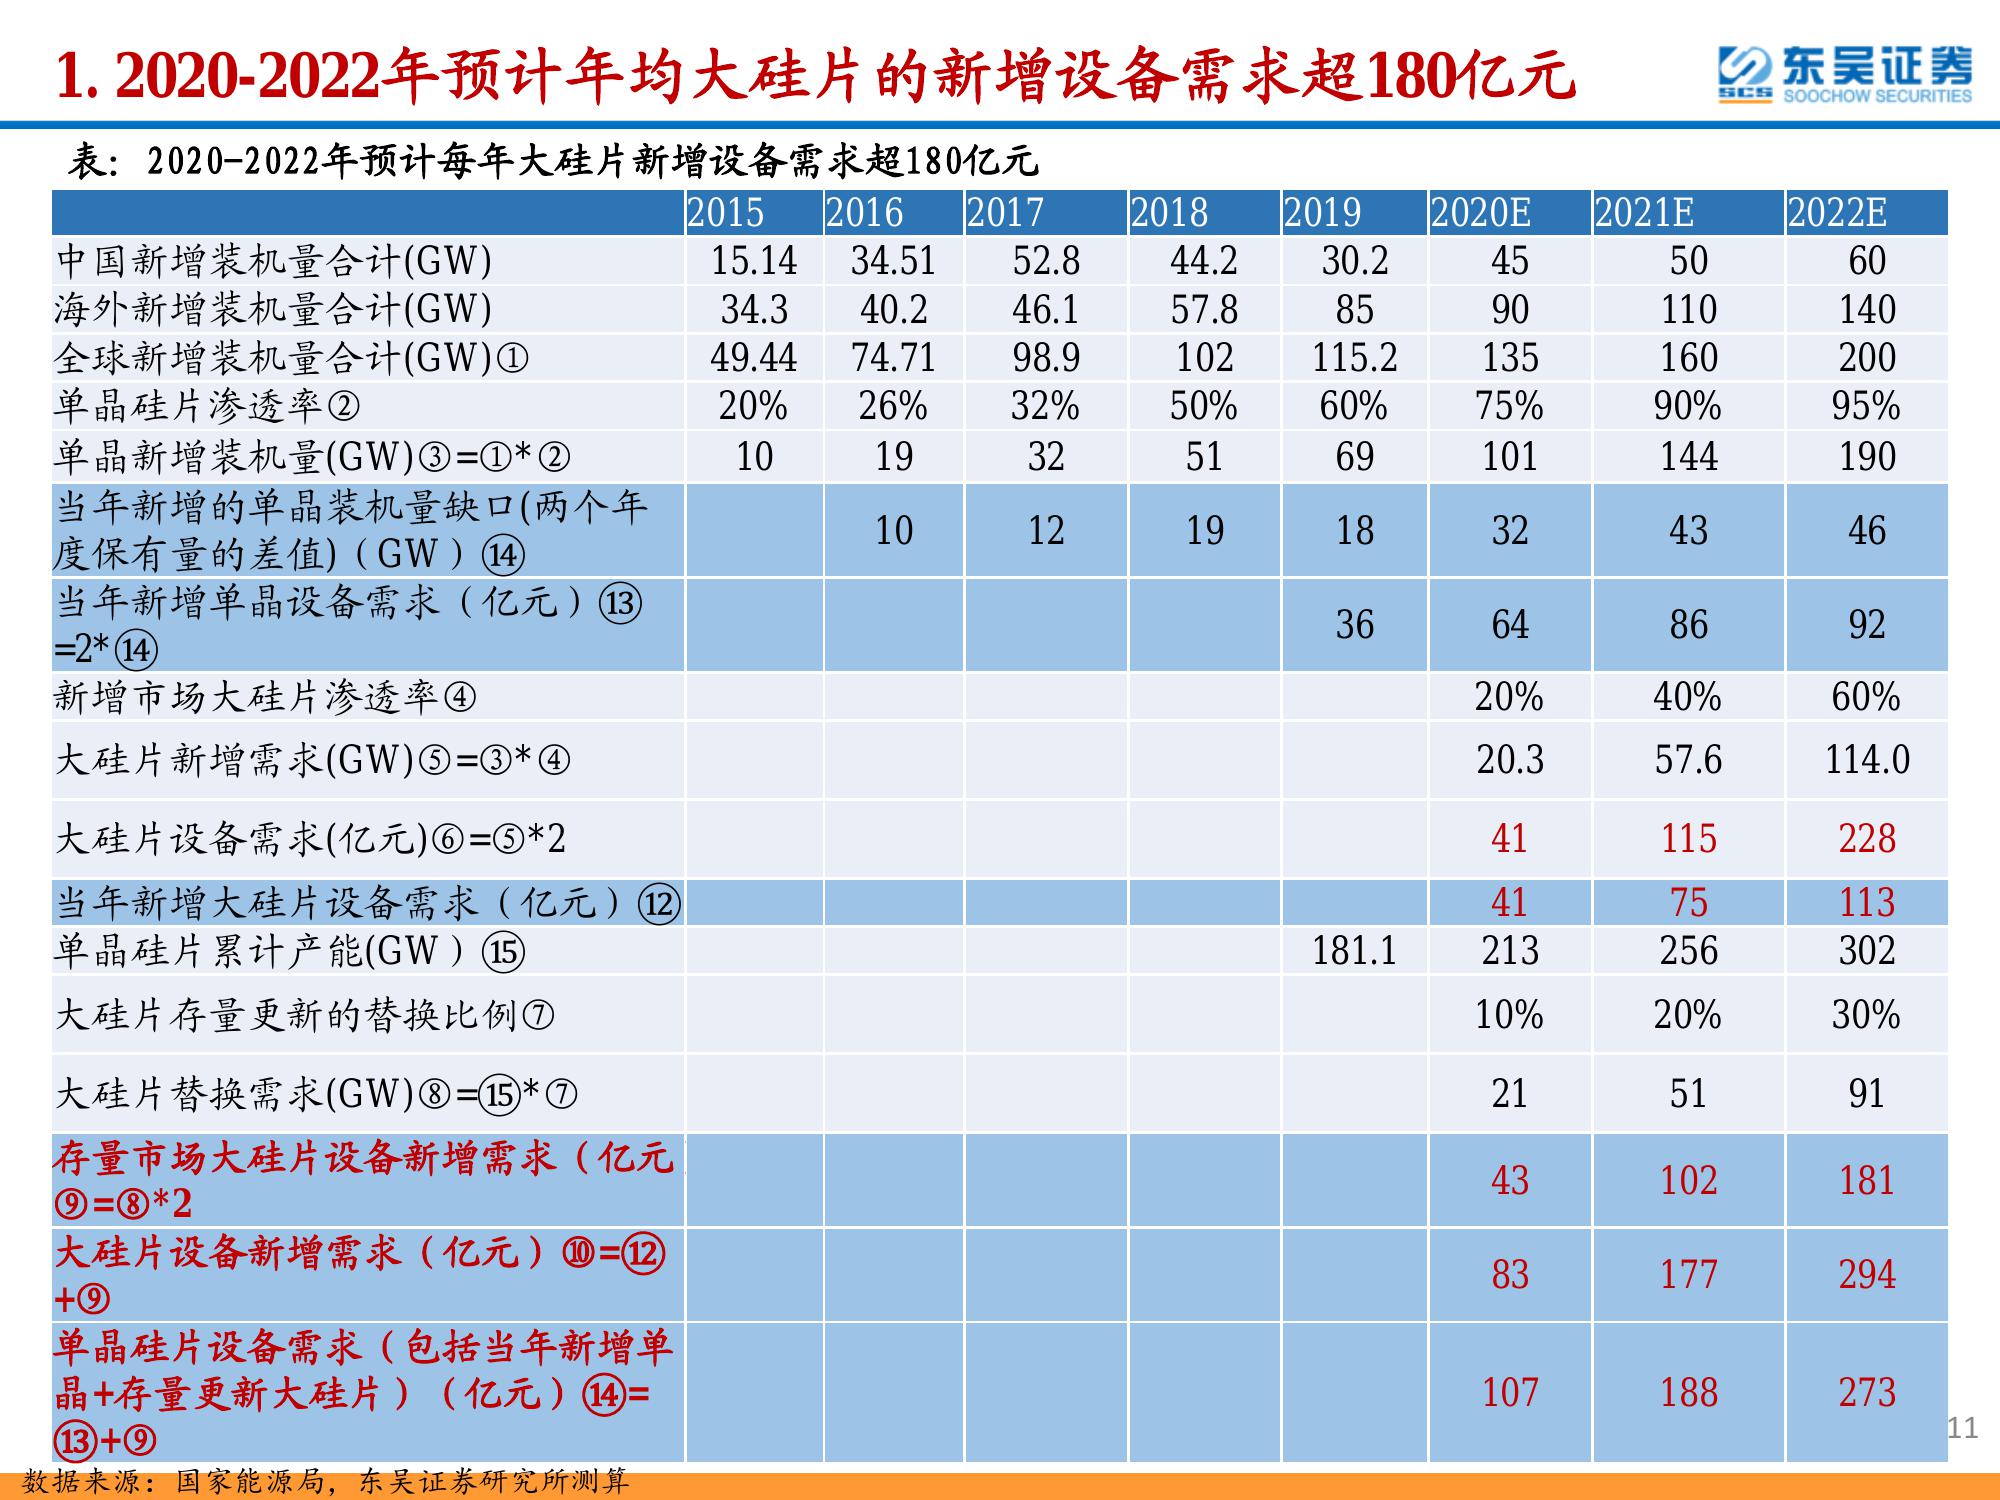 1. 2020-2022年预计年均大硅片的新增设备需求超180亿元
东吴证券
SCS SOOCHOW SECURITIES
表：2020-2022年预计每年大硅片新增设备需求超180亿元
2015 2016 2017 2018 2019 2020E 2021E 2022E
中国新增装机量合计(GW) 15.14 34.51 52.8 44.2 30.2 45 50 60
海外新增装机量合计(GW) 34.3 40.2 46.1 57.8 85 90 110 140
全球新增装机量合计(GW)① 49.44 74.71 98.9 102 115.2 135 160 200
单晶硅片渗透率② 20% 26% 32% 50% 60% 75% 90% 95%
单晶新增装机量(GW)③=①*② 10 19 32 51 69 101 144 190
当年新增的单晶装机量缺口(两个年
度保有量的差值)（GW）⑭ 10 12 19 18 32 43 46
当年新增单晶设备需求（亿元）⑬
=2*⑭ 36 64 86 92
新增市场大硅片渗透率④ 20% 40% 60%
大硅片新增需求(GW)⑤=③*④ 20.3 57.6 114.0
大硅片设备需求(亿元)⑥=⑤*2 41 115 228
当年新增大硅片设备需求（亿元）⑫ 41 75 113
单晶硅片累计产能(GW）⑮ 181.1 213 256 302
大硅片存量更新的替换比例⑦ 10% 20% 30%
大硅片替换需求(GW)⑧=⑮*⑦ 21 51 91
存量市场大硅片设备新增需求（亿元
⑨=⑧*2 43 102 181
大硅片设备新增需求（亿元）⑩=⑫
+⑨ 83 177 294
单晶硅片设备需求（包括当年新增单
晶+存量更新大硅片）（亿元）⑭=
⑬+⑨ 107 188 273
11
数据来源：国家能源局，东吴证券研究所测算